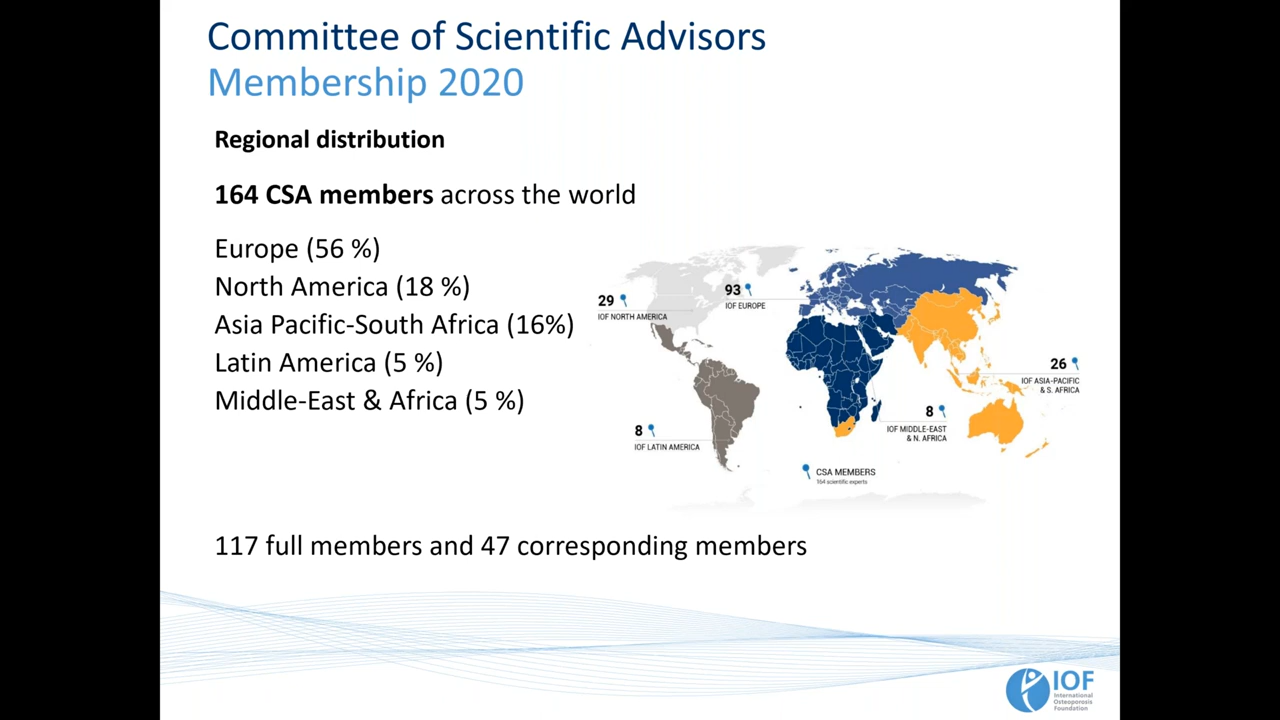 Committee of Scientific Advisors
Membership 2020
Regional distribution
164 CSA members across the world
Europe (56 %)
North America (18 %)
Asia Pacific-South Africa (16%)
Latin America (5 %)
Middle-East & Africa (5 %)
29
IOF NORTH AMERICA
93
IOF EUROPE
26
IOF ASIA-PACIFIC
& S. AFRICA
8
IOF MIDDLE-EAST
& N. AFRICA
8
IOF LATIN AMERICA
CSA MEMBERS
164 scientific experts
117 full members and 47 corresponding members
IOF
International
Osteoporosis
Foundation